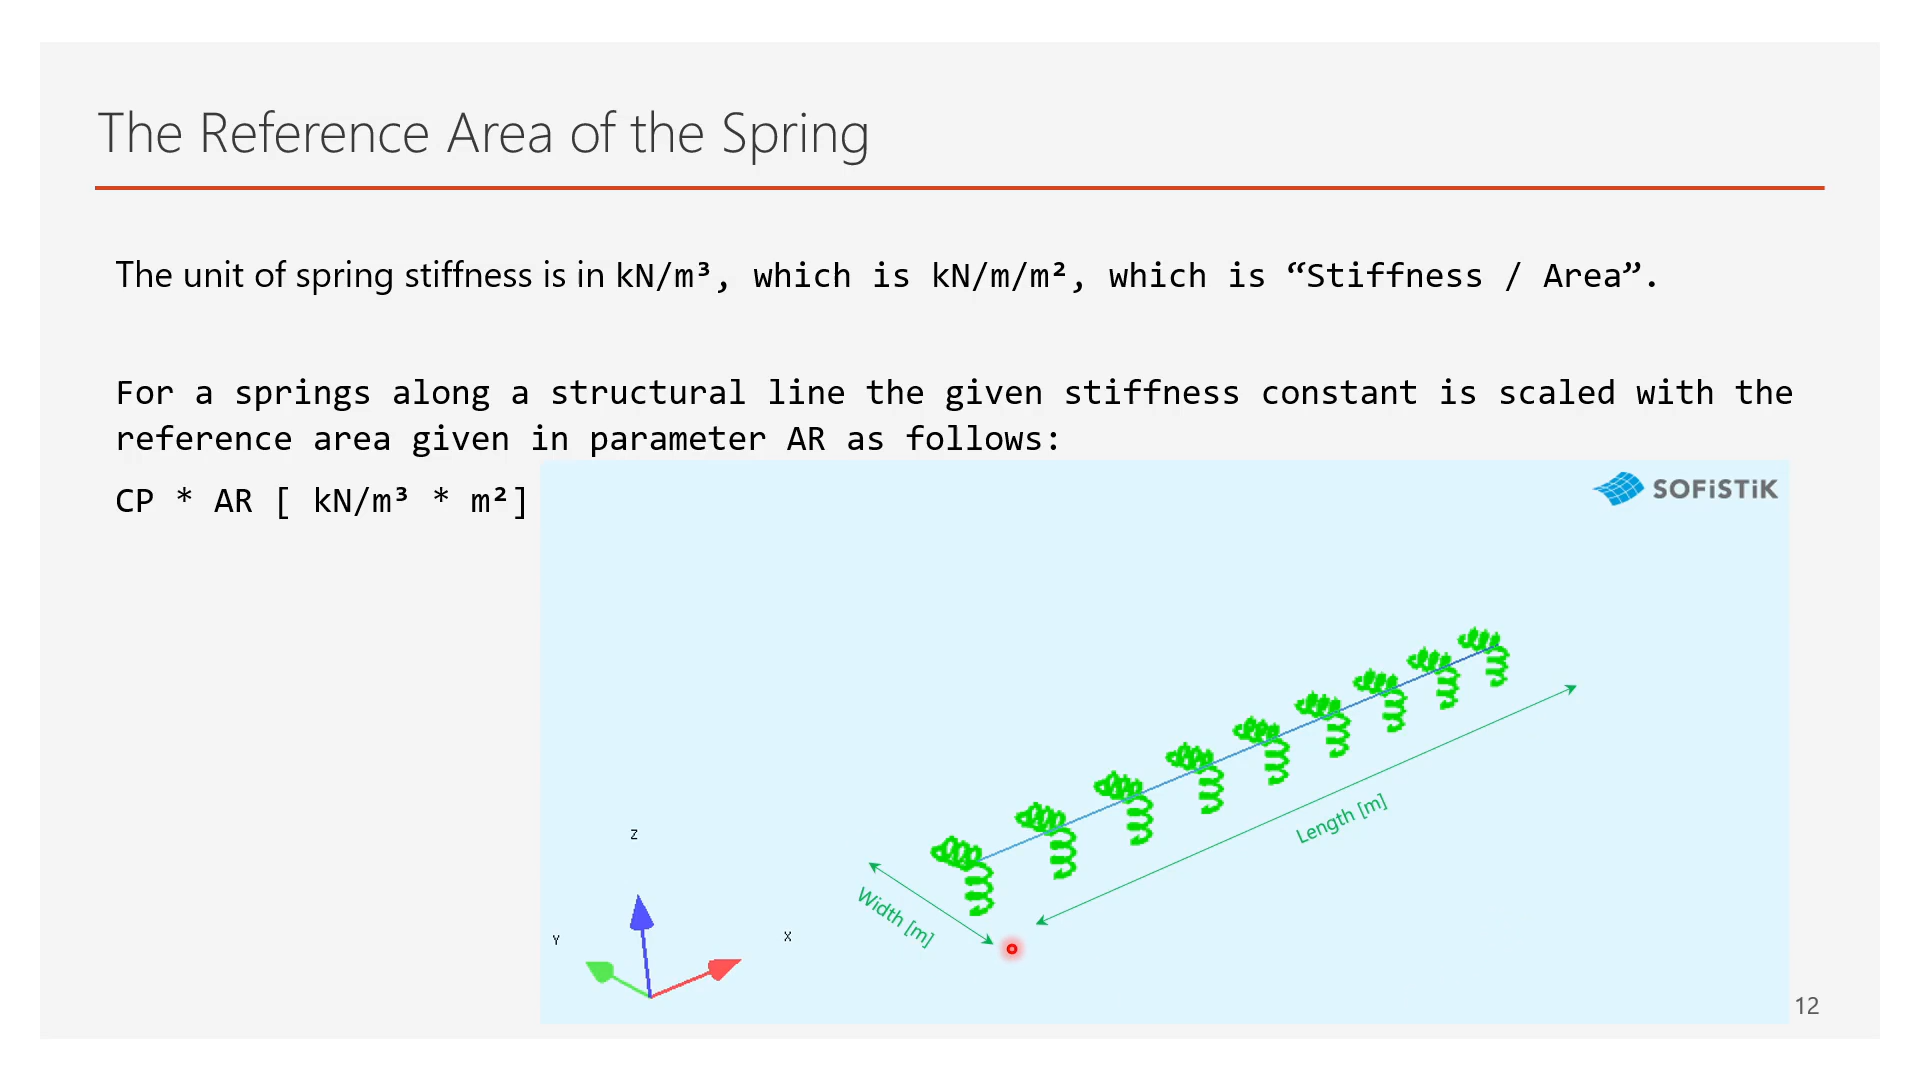 The Reference Area of the Spring
The unit of spring stiffness is in kN/m³, which is kN/m/m², which is “Stiffness / Area”.
For a springs along a structural line the given stiffness constant is scaled with the
reference area given in parameter AR as follows:
CP * AR [ kN/m³ * m²]
SOFiSTiK
Length [m]
Width [m]
Z
Y
X
12